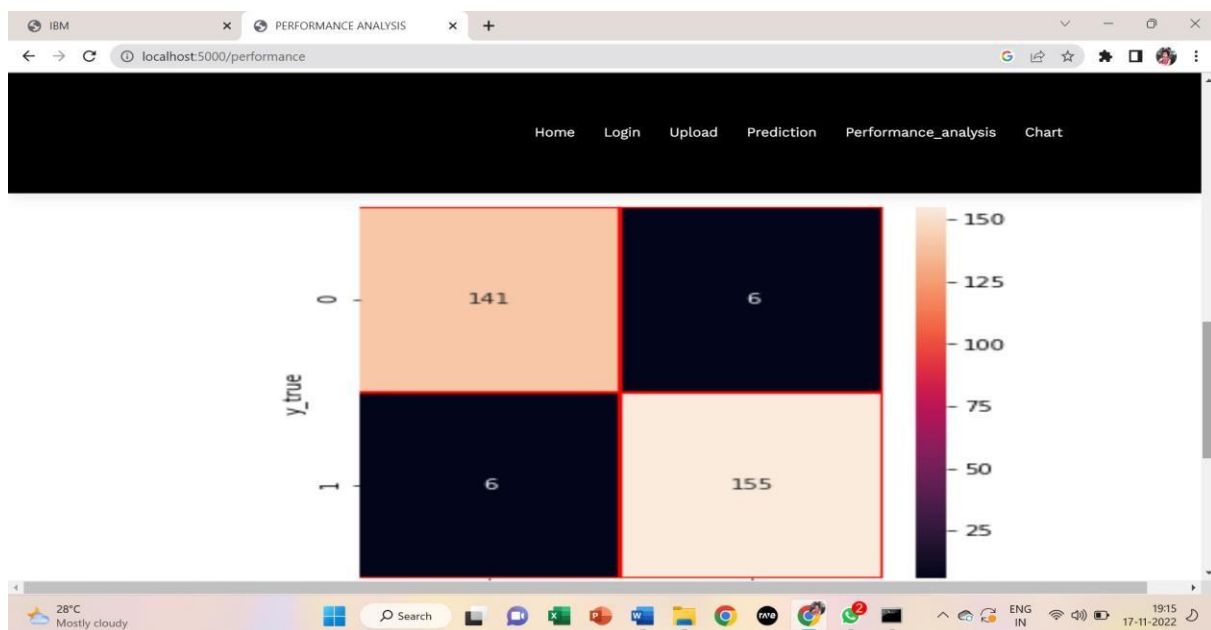 IBM
PERFORMANCE ANALYSIS
localhost:5000/performance
Home Login Upload Prediction Performance_analysis Chart
150
125
100
75
50
25
0
141 6
y_true
1
6 155
28°C
Mostly cloudy
Search
2
ENG
IN
19:15
17-11-2022